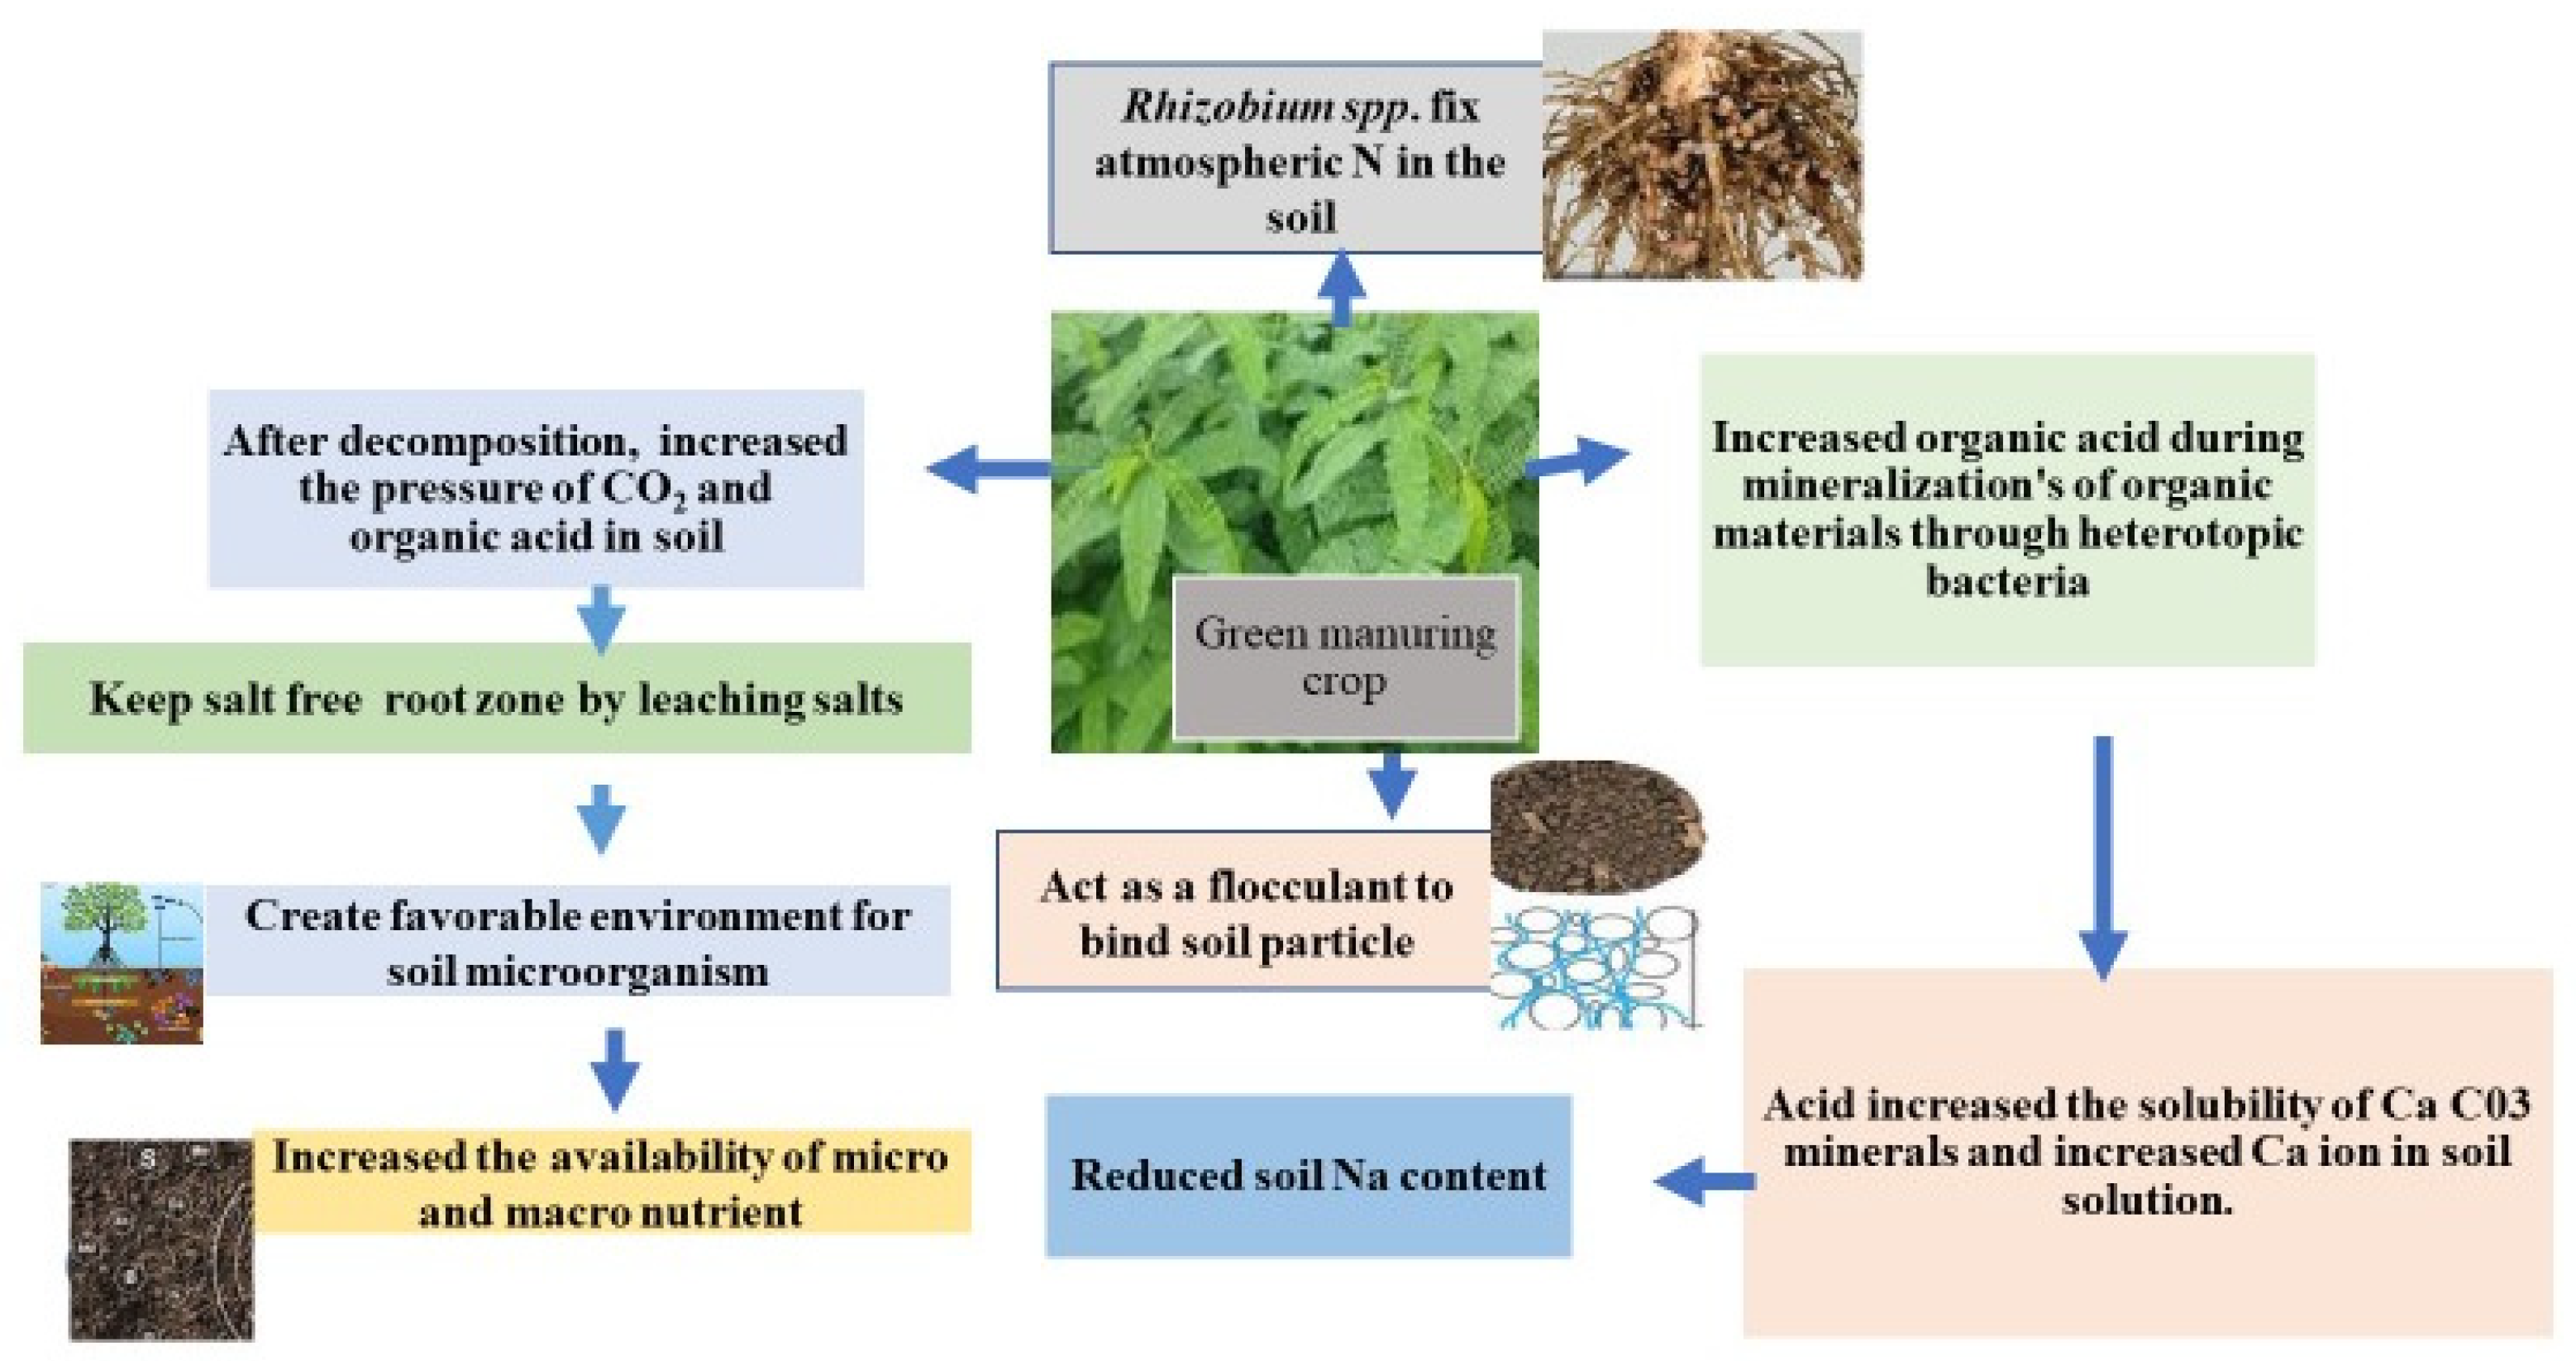 Rhizobium spp. fix
atmospheric N in the
soil
After decomposition, increased
the pressure of CO₂ and
organic acid in soil
Increased organic acid during
mineralization's of organic
materials through heterotopic
bacteria
Green manuring
crop
Keep salt free root zone by leaching salts
Act as a flocculant to
bind soil particle
Create favorable environment for
soil microorganism
Increased the availability of micro
and macro nutrient
Reduced soil Na content
Acid increased the solubility of Ca C03
minerals and increased Ca ion in soil
solution.